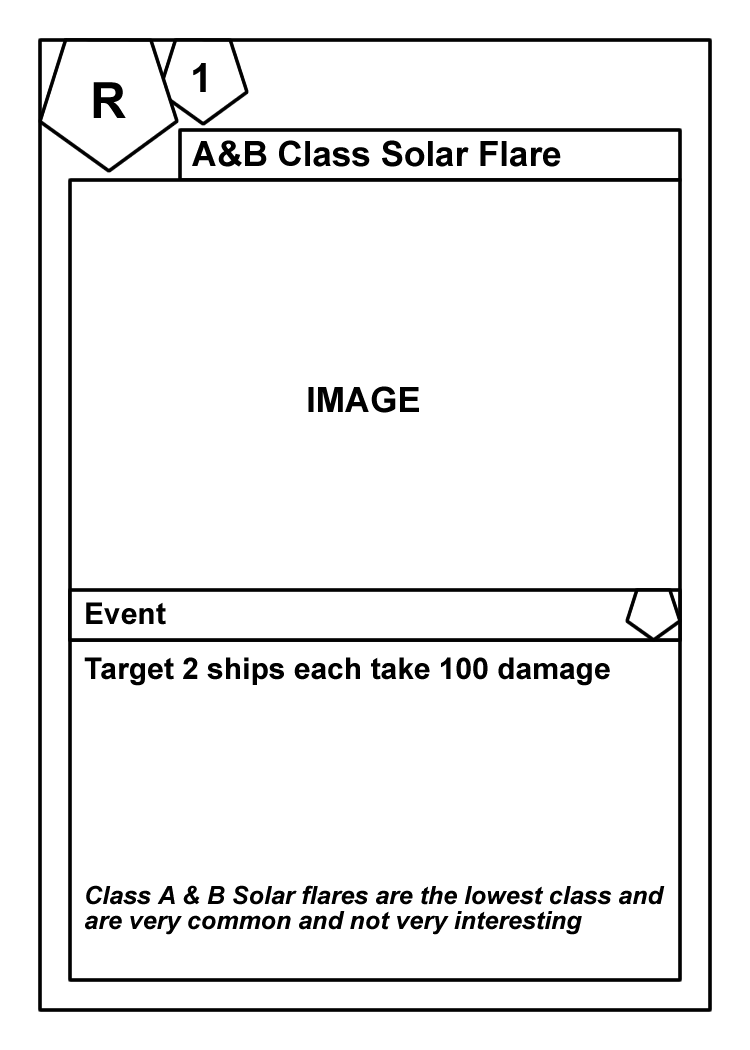 R
1
A&B Class Solar Flare
IMAGE
Event
Target 2 ships each take 100 damage
Class A & B Solar flares are the lowest class and
are very common and not very interesting